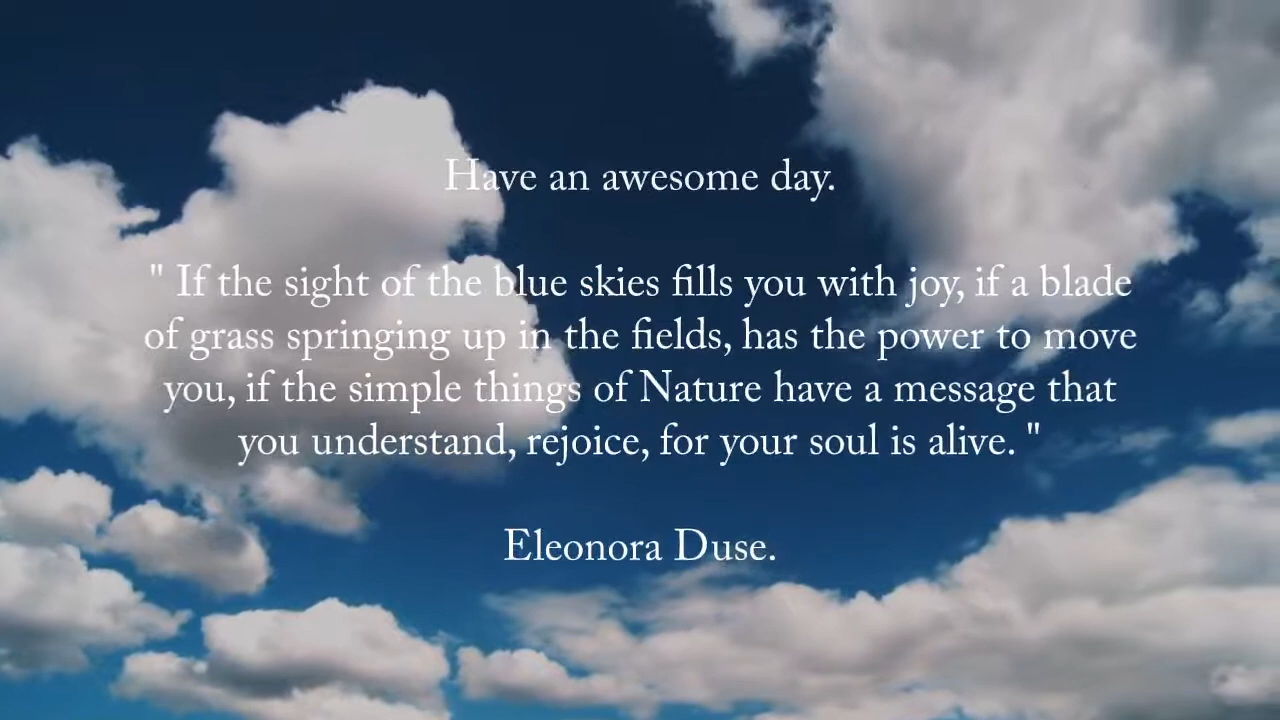 Have an awesome day.
" If the sight of the blue skies fills you with joy, if a blade
of grass springing up in the fields, has the power to move
you, if the simple things of Nature have a message that
you understand, rejoice, for your soul is alive. "
Eleonora Duse.